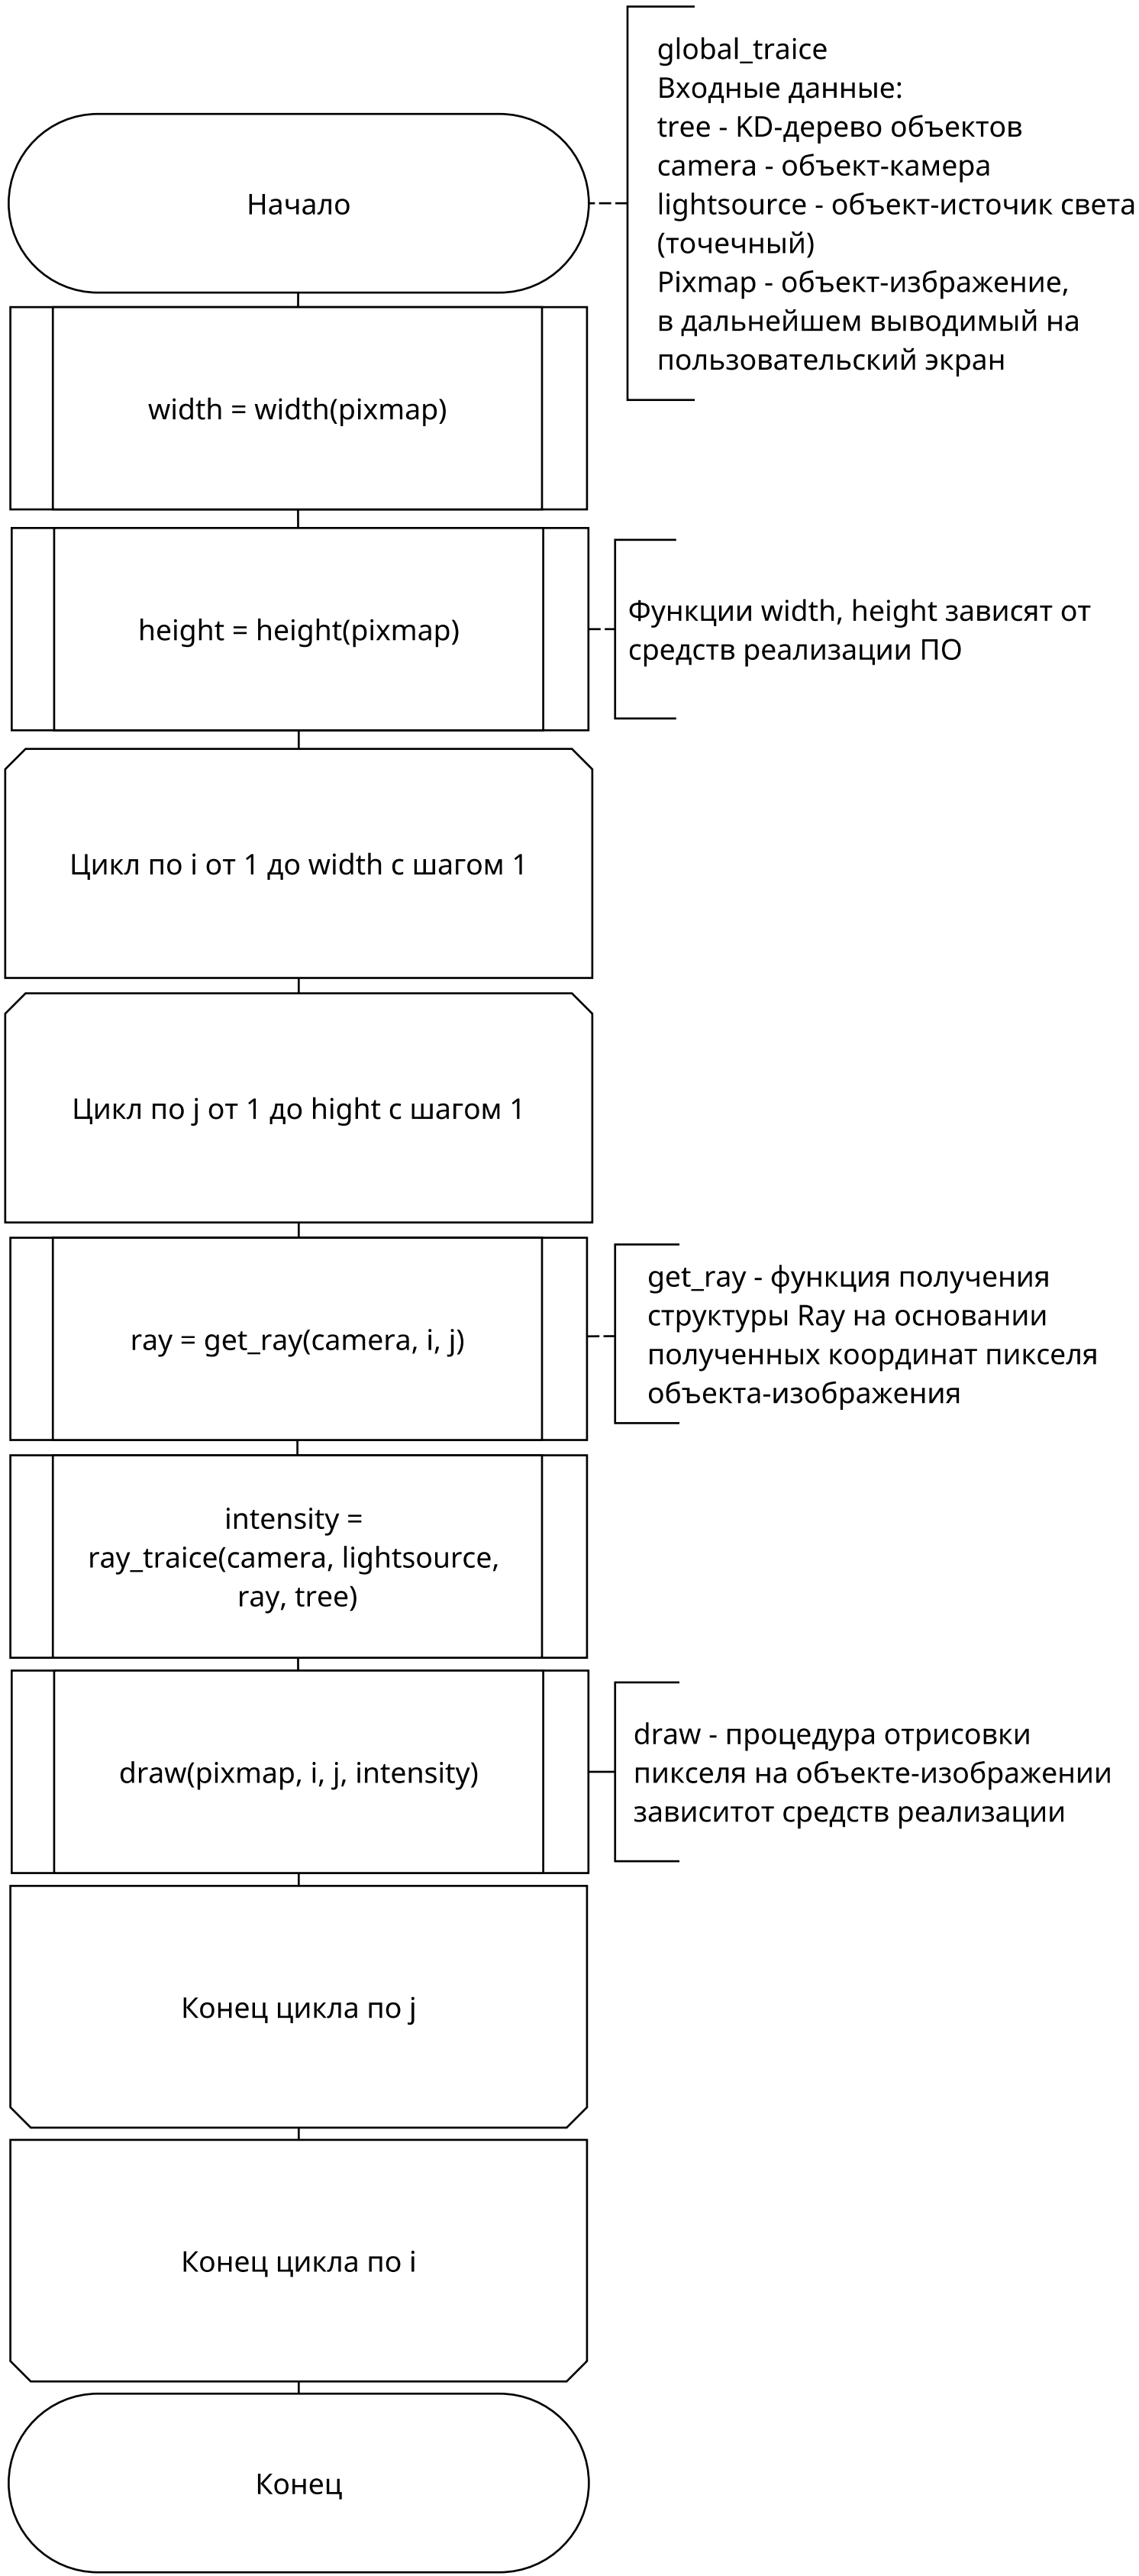 global_traice
Входные данные:
tree - KD-дерево объектов
camera - объект-камера
lightsource - объект-источик света
(точечный)
Pixmap - объект-избражение,
в дальнейшем выводимый на
пользовательский экран
Начало
width = width(pixmap)
height = height(pixmap)
Функции width, height зависят от
средств реализации ПО
Цикл по i от 1 до width с шагом 1
Цикл по j от 1 до hight с шагом 1
ray = get_ray(camera, i, j)
get_ray - функция получения
структуры Ray на основании
полученных координат пикселя
объекта-изображения
intensity =
ray_traice(camera, lightsource,
ray, tree)
draw(pixmap, i, j, intensity)
draw - процедура отрисовки
пикселя на объекте-изображении
зависитот средств реализации
Конец цикла по j
Конец цикла по i
Конец